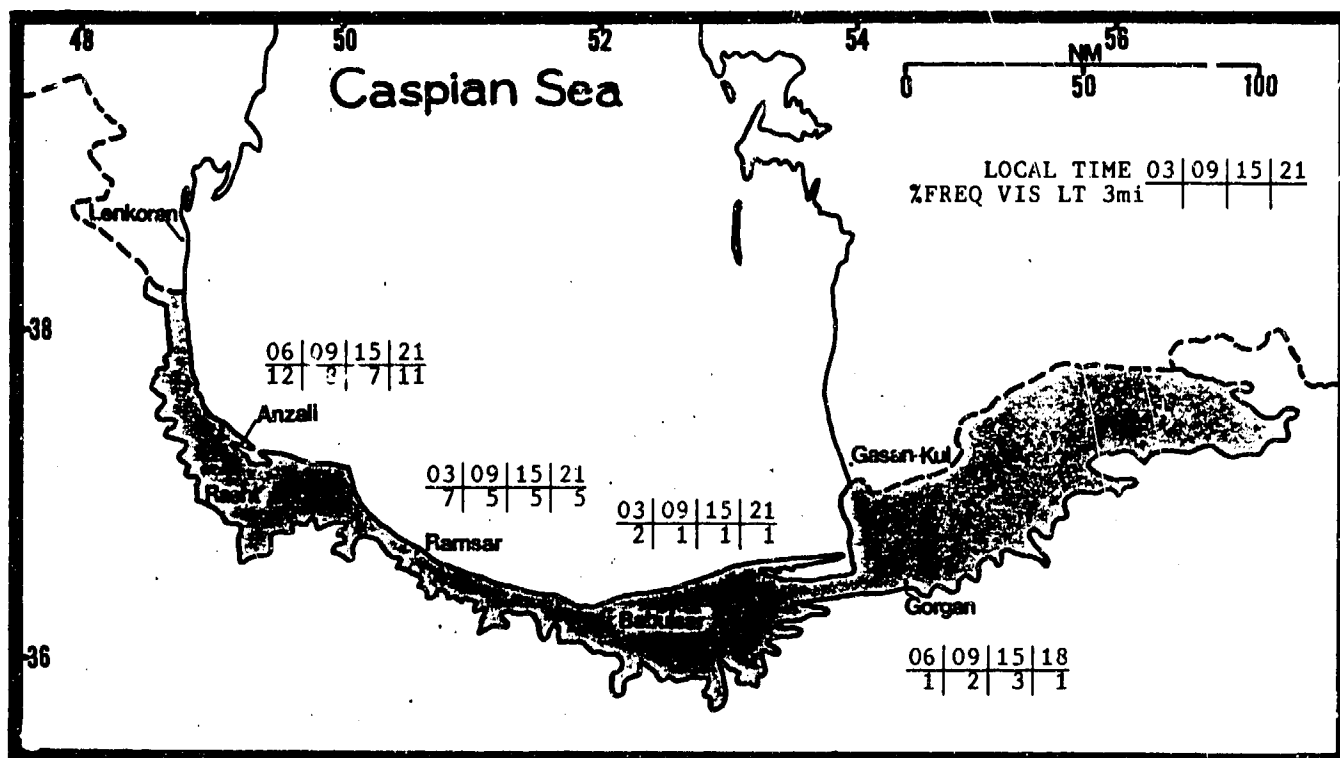 48 50 52 54 56
Caspian Sea
NM
0 50 100
LOCAL TIME 03 09 15 21
%FREQ VIS LT 3mi
Lenkoran
38
06 09 15 21
12 7 11
Anzali
Gasan-Kul
Rasht
03 09 15 21
7 5 5 5
03 09 15 21
2 1 1 1
Ramsar
Gorgan
Babulsar
36
06 09 15 18
1 2 3 1